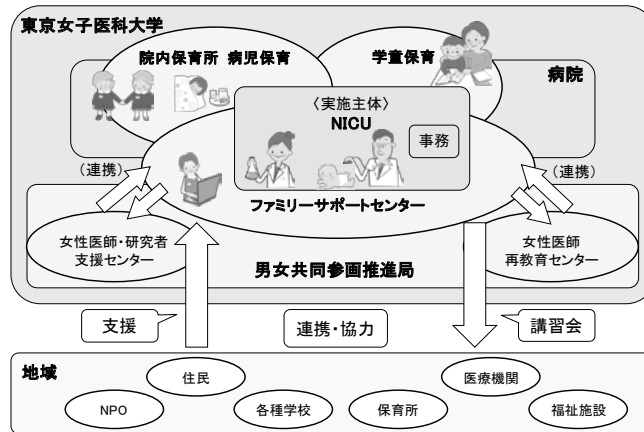 東京女子医科大学
院内保育所 病児保育
学童保育
病院
〈実施主体〉
NICU
事務
(連携)
(連携)
ファミリーサポートセンター
女性医師・研究者
支援センター
女性医師
再教育センター
男女共同参画推進局
支援
連携・協力
講習会
地域
住民
医療機関
NPO
各種学校
保育所
福祉施設